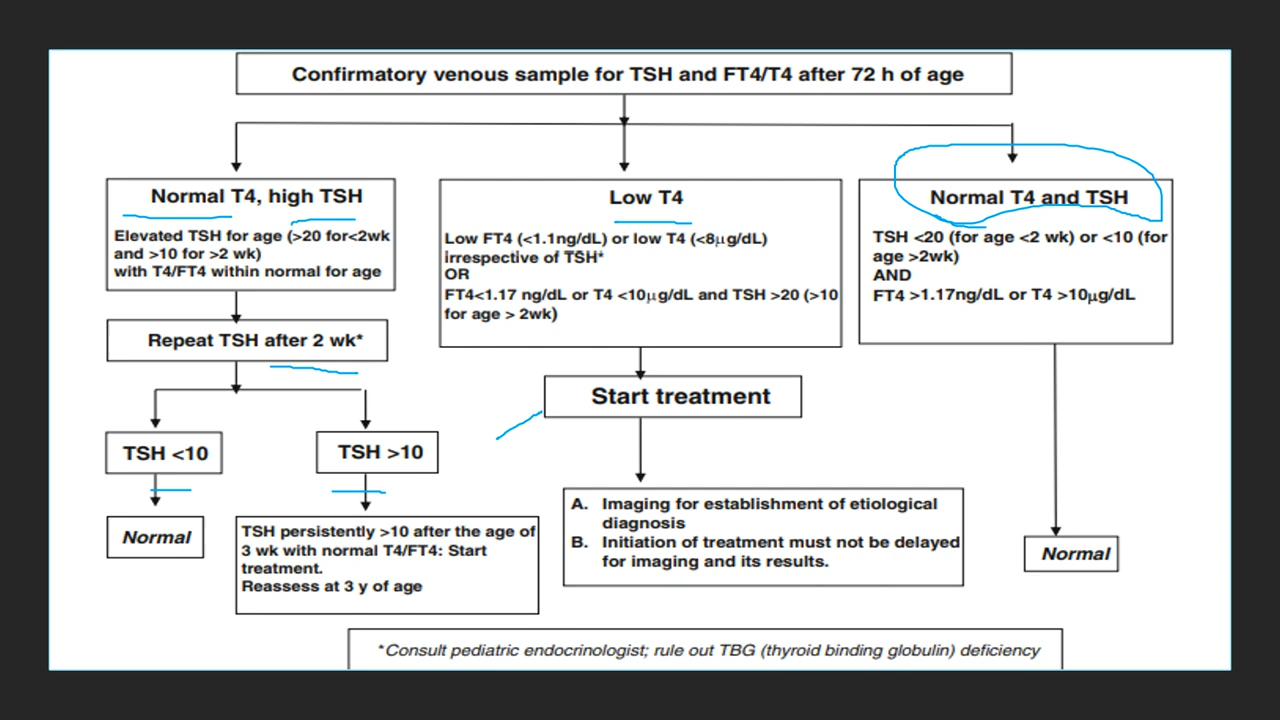 Confirmatory venous sample for TSH and FT4/T4 after 72 h of age
Normal T4, high TSH
Elevated TSH for age (>20 for<2wk
and >10 for >2 wk)
with T4/FT4 within normal for age
Repeat TSH after 2 wk*
TSH <10
TSH >10
Normal
TSH persistently >10 after the age of
3 wk with normal T4/FT4: Start
treatment.
Reassess at 3 y of age
Low T4
Low FT4 (<1.1ng/dL) or low T4 (<8µg/dL)
irrespective of TSH*
OR
FT4<1.17 ng/dL or T4 <10µg/dL and TSH >20 (>10
for age > 2wk)
Start treatment
A. Imaging for establishment of etiological
diagnosis
B. Initiation of treatment must not be delayed
for imaging and its results.
Normal T4 and TSH
TSH <20 (for age <2 wk) or <10 (for
age >2wk)
AND
FT4 >1.17ng/dL or T4 >10µg/dL
Normal
*Consult pediatric endocrinologist; rule out TBG (thyroid binding globulin) deficiency